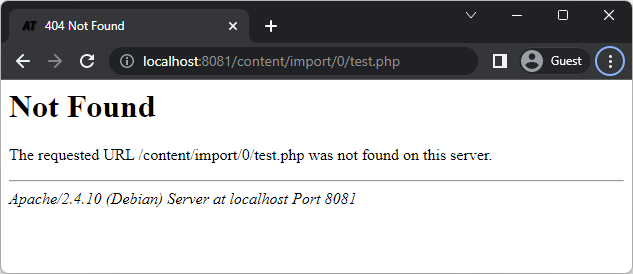 AT 404 Not Found
localhost:8081/content/import/0/test.php
Guest
Not Found
The requested URL /content/import/0/test.php was not found on this server.
Apache/2.4.10 (Debian) Server at localhost Port 8081